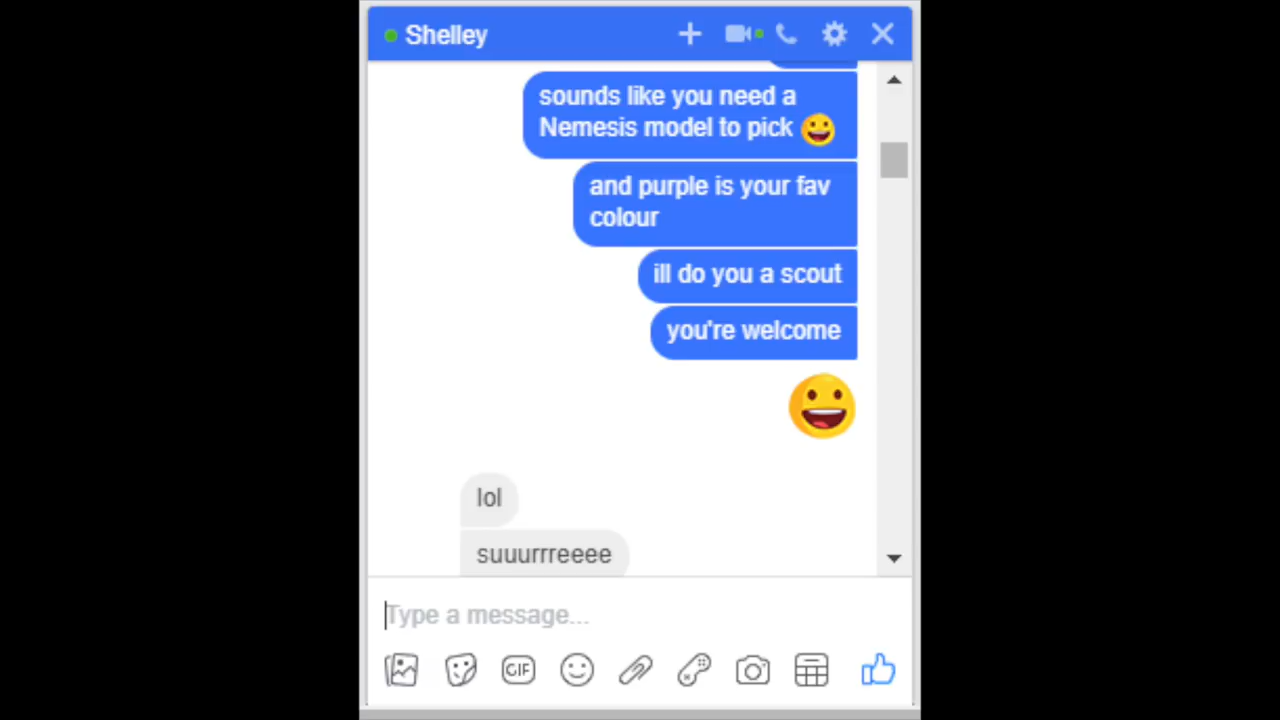 Shelley
sounds like you need a
Nemesis model to pick 😀
and purple is your fav
colour
ill do you a scout
you're welcome
😀
lol
suuurrreeee
Type a message...
GIF